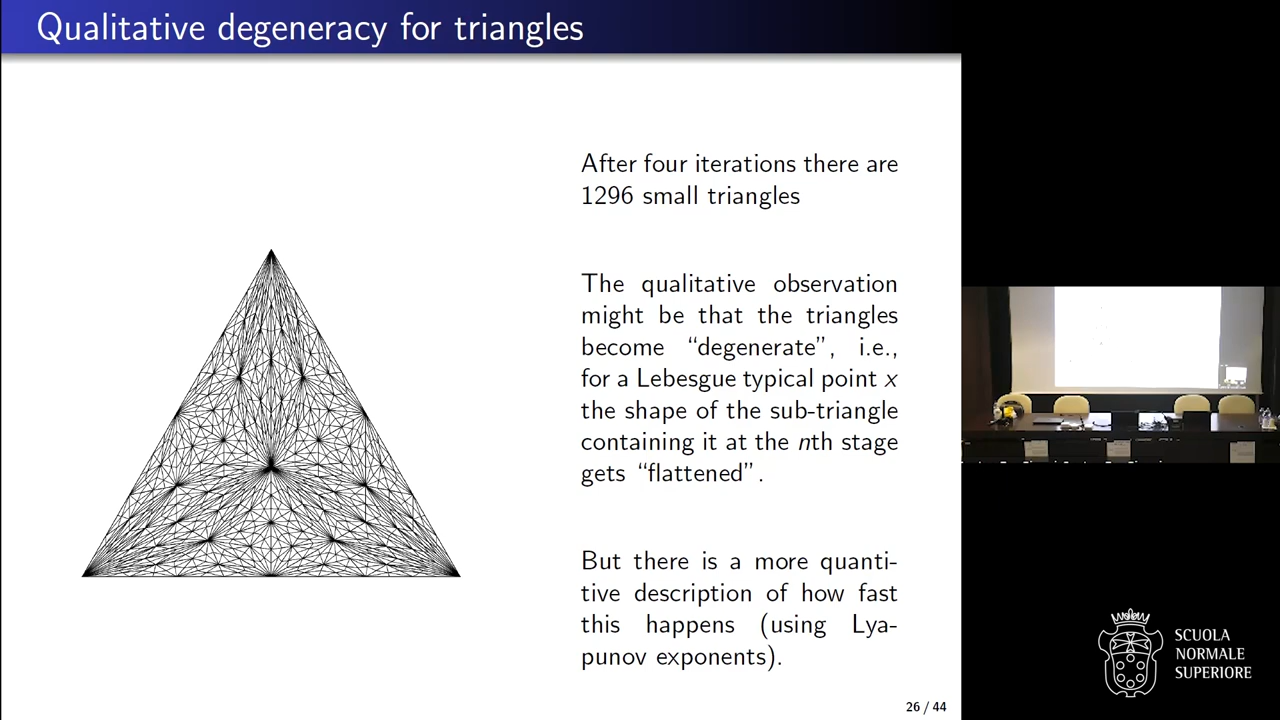 Qualitative degeneracy for triangles
After four iterations there are
1296 small triangles
The qualitative observation
might be that the triangles
become “degenerate”, i.e.,
for a Lebesgue typical point x
the shape of the sub-triangle
containing it at the nth stage
gets “flattened”.
But there is a more quanti-
tive description of how fast
this happens (using Lya-
punov exponents).
26 / 44
SCUOLA
NORMALE
SUPERIORE